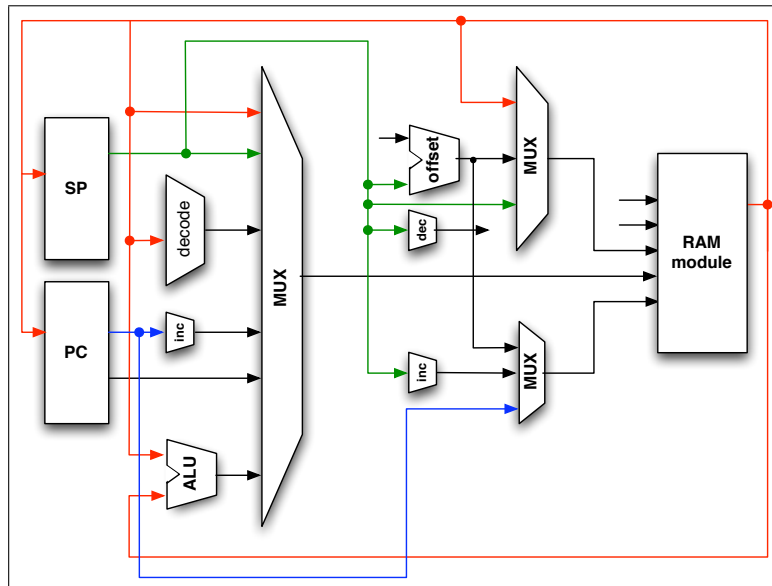 SP
decode
PC
inc
ALU
MUX
offset
dec
inc
MUX
MUX
RAM
module